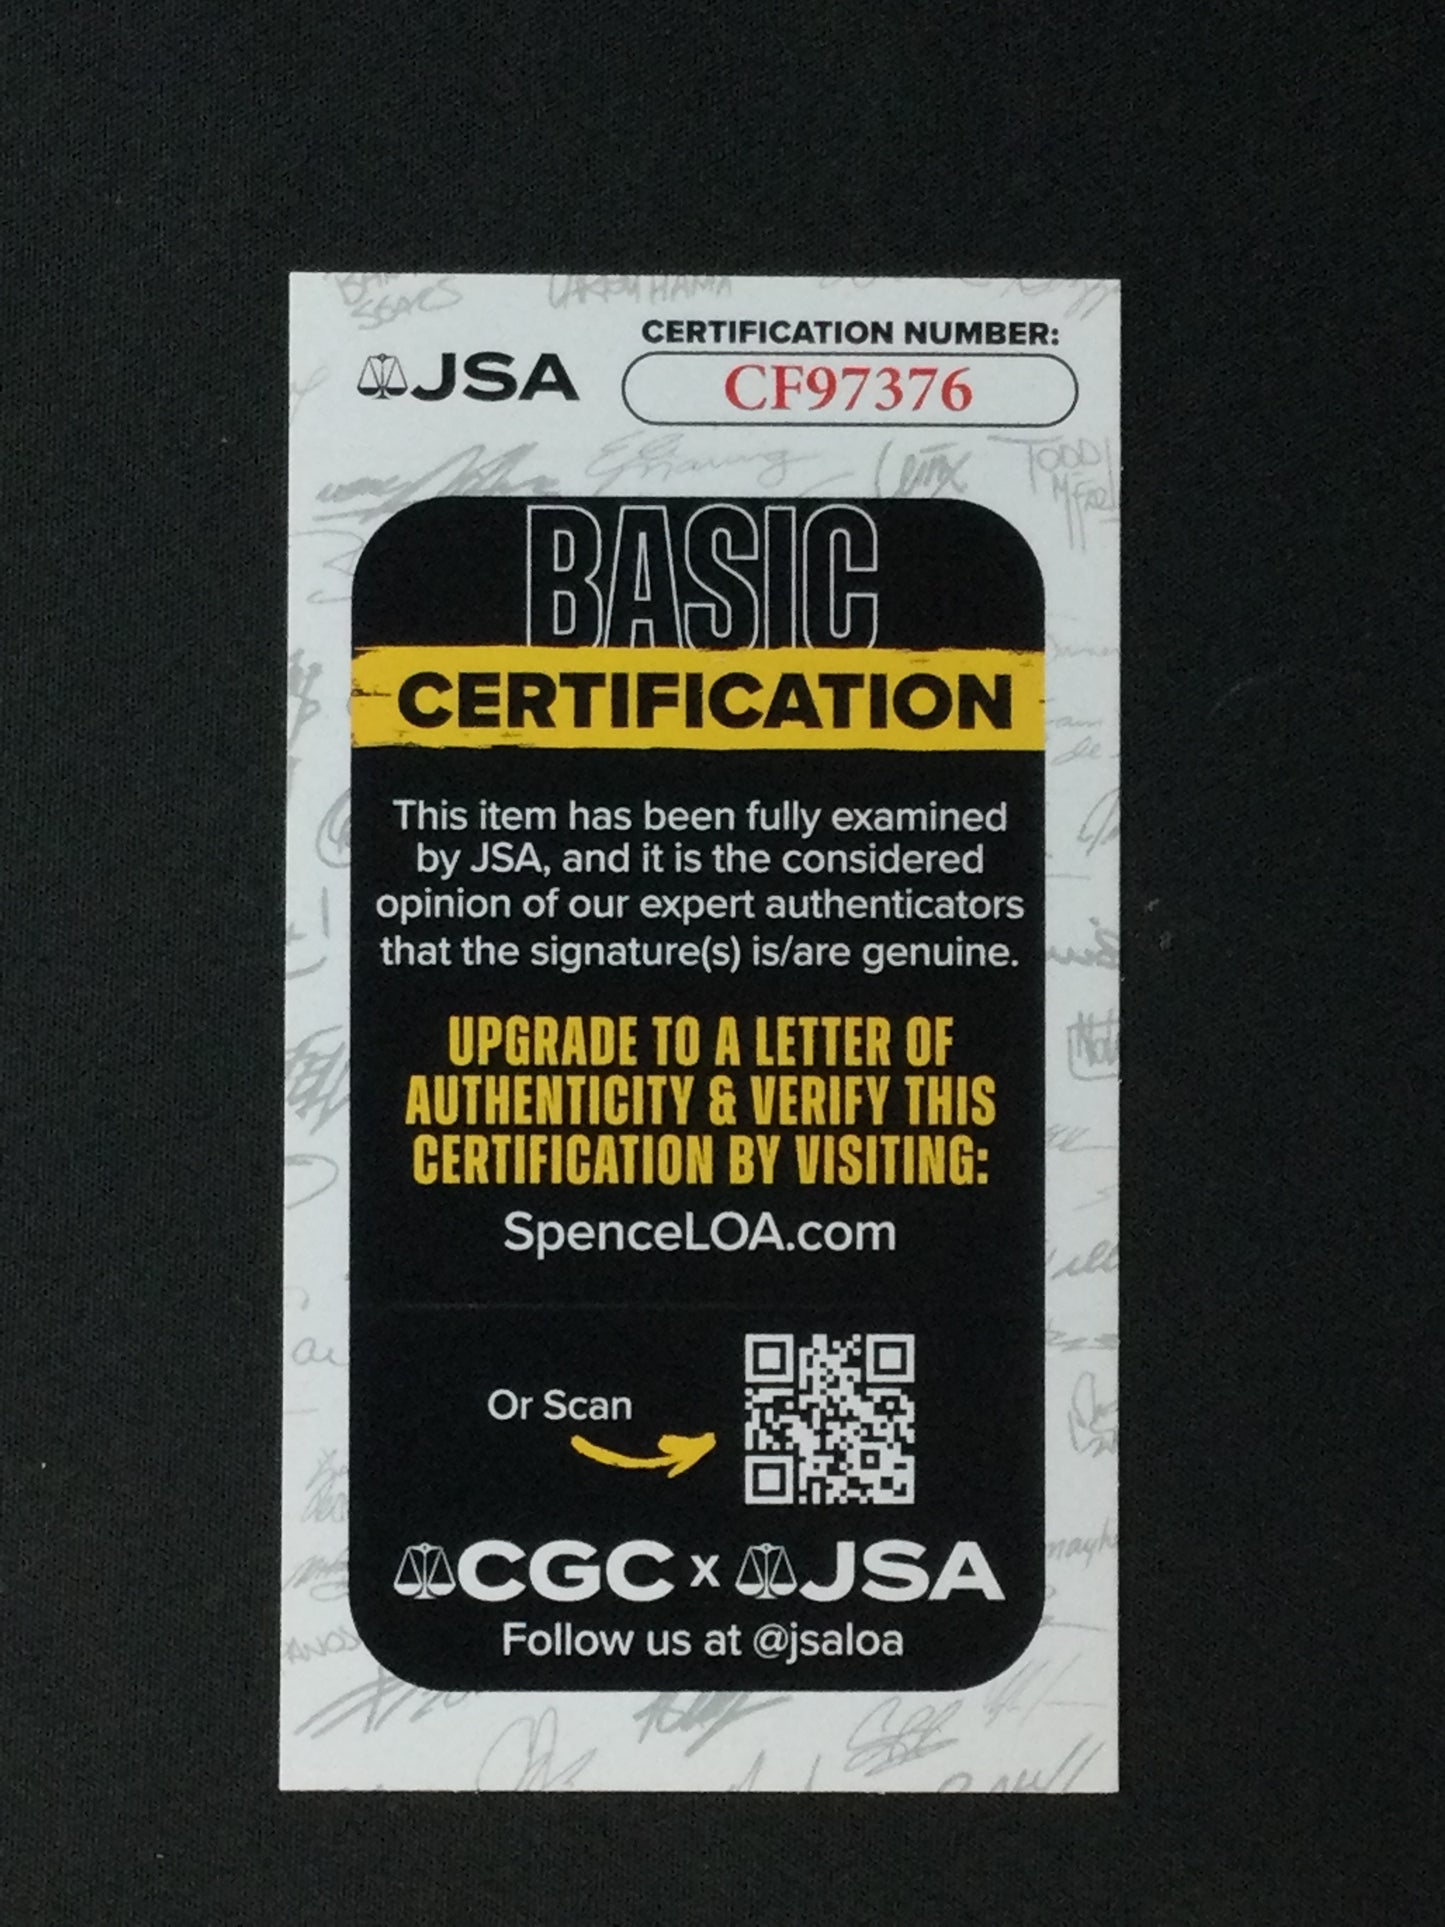 CERTIFICATION NUMBER:
JSA
CF97376
TODD
BASIC
CERTIFICATION
This item has been fully examined
by JSA, and it is the considered
opinion of our expert authenticators
that the signature(s) is/are genuine.
UPGRADE TO A LETTER OF
AUTHENTICITY & VERIFY THIS
CERTIFICATION BY VISITING:
SpenceLOA.com
Or Scan
CGC x JSA
Follow us at @jsaloa